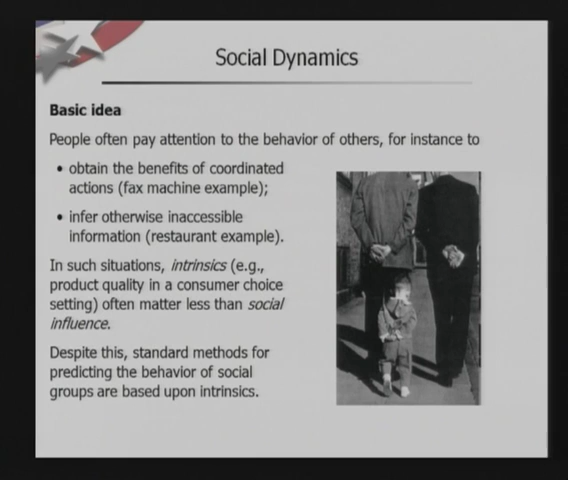 Social Dynamics
Basic idea
People often pay attention to the behavior of others, for instance to
• obtain the benefits of coordinated
actions (fax machine example);
• infer otherwise inaccessible
information (restaurant example).
In such situations, intrinsics (e.g.,
product quality in a consumer choice
setting) often matter less than social
influence.
Despite this, standard methods for
predicting the behavior of social
groups are based upon intrinsics.